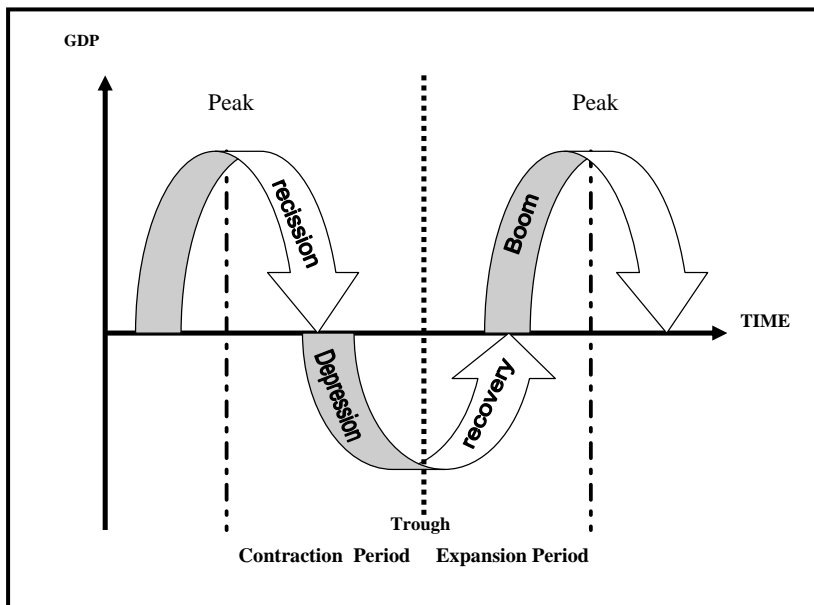 GDP
Peak
Peak
recission
Boom
TIME
Depression
recovery
Trough
Contraction Period
Expansion Period